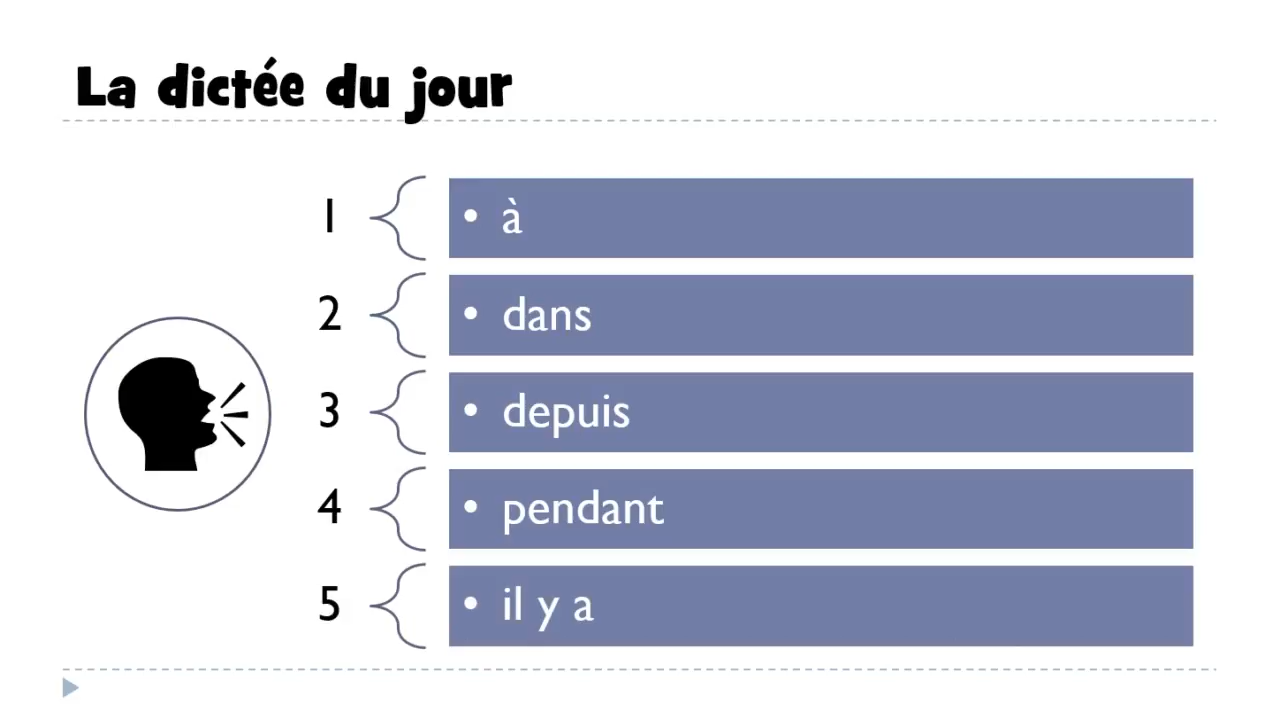 La dictée du jour
1 • à
2 • dans
3 • depuis
4 • pendant
5 • il y a